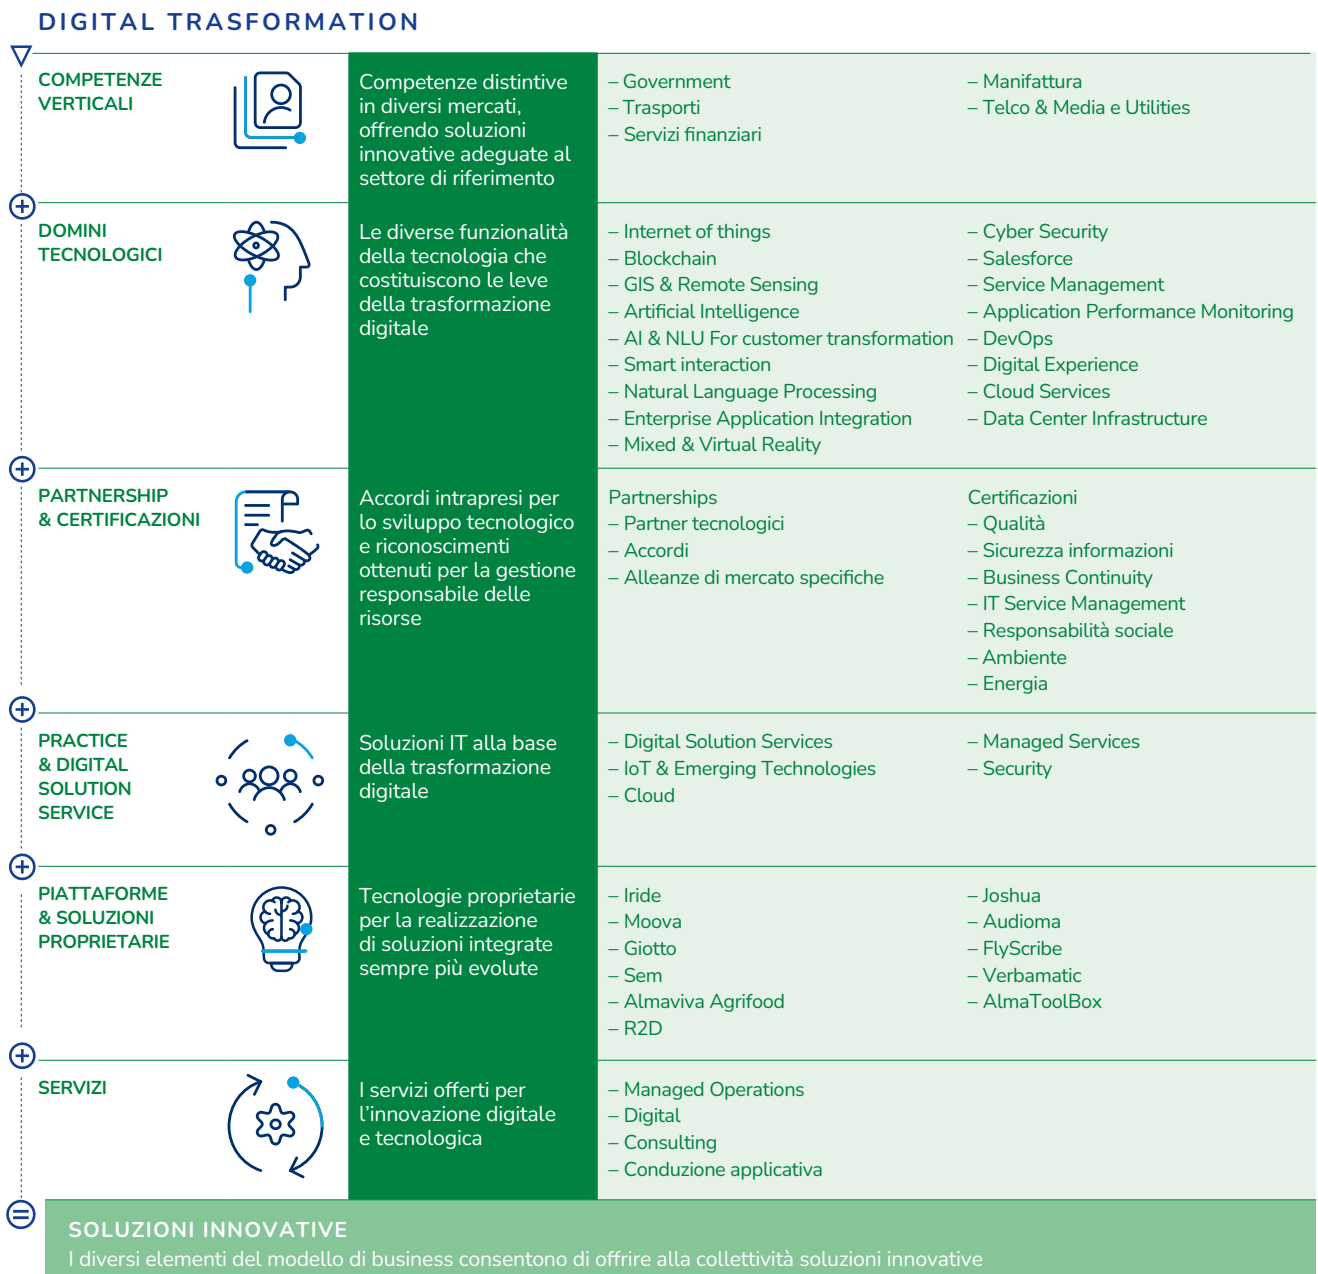 DIGITAL TRASFORMATION
COMPETENZE
VERTICALI
Competenze distintive
in diversi mercati,
offrendo soluzioni
innovative adeguate al
settore di riferimento
– Government
– Trasporti
– Servizi finanziari
– Manifattura
– Telco & Media e Utilities
DOMINI
TECNOLOGICI
Le diverse funzionalità
della tecnologia che
costituiscono le leve
della trasformazione
digitale
– Internet of things
– Blockchain
– GIS & Remote Sensing
– Artificial Intelligence
– AI & NLU For customer transformation
– Smart interaction
– Natural Language Processing
– Enterprise Application Integration
– Mixed & Virtual Reality
– Cyber Security
– Salesforce
– Service Management
– Application Performance Monitoring
– DevOps
– Digital Experience
– Cloud Services
– Data Center Infrastructure
PARTNERSHIP
& CERTIFICAZIONI
Accordi intrapresi per
lo sviluppo tecnologico
e riconoscimenti
ottenuti per la gestione
responsabile delle
risorse
Partnerships
– Partner tecnologici
– Accordi
– Alleanze di mercato specifiche
Certificazioni
– Qualità
– Sicurezza informazioni
– Business Continuity
– IT Service Management
– Responsabilità sociale
– Ambiente
– Energia
PRACTICE
& DIGITAL
SOLUTION
SERVICE
Soluzioni IT alla base
della trasformazione
digitale
– Digital Solution Services
– IoT & Emerging Technologies
– Cloud
– Managed Services
– Security
PIATTAFORME
& SOLUZIONI
PROPRIETARIE
Tecnologie proprietarie
per la realizzazione
di soluzioni integrate
sempre più evolute
– Iride
– Moova
– Giotto
– Sem
– Almaviva Agrifood
– R2D
– Joshua
– Audioma
– FlyScribe
– Verbamatic
– AlmaToolBox
SERVIZI
I servizi offerti per
l’innovazione digitale
e tecnologica
– Managed Operations
– Digital
– Consulting
– Conduzione applicativa
SOLUZIONI INNOVATIVE
I diversi elementi del modello di business consentono di offrire alla collettività soluzioni innovative